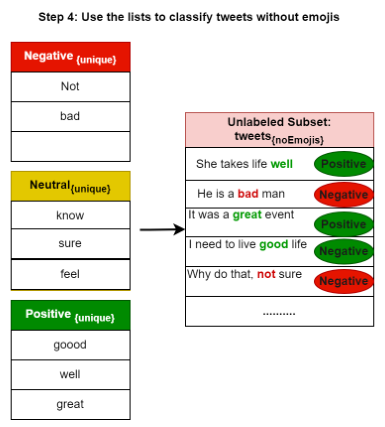 Step 4: Use the lists to classify tweets without emojis
Negative {unique}
Not
bad
Neutral{unique}
know
sure
feel
Positive {unique}
goood
well
great
Unlabeled Subset:
tweets{noEmojis}
She takes life well Positive
He is a bad man Negative
It was a great event Positive
I need to live good life Negative
Why do that, not sure Negative
..........